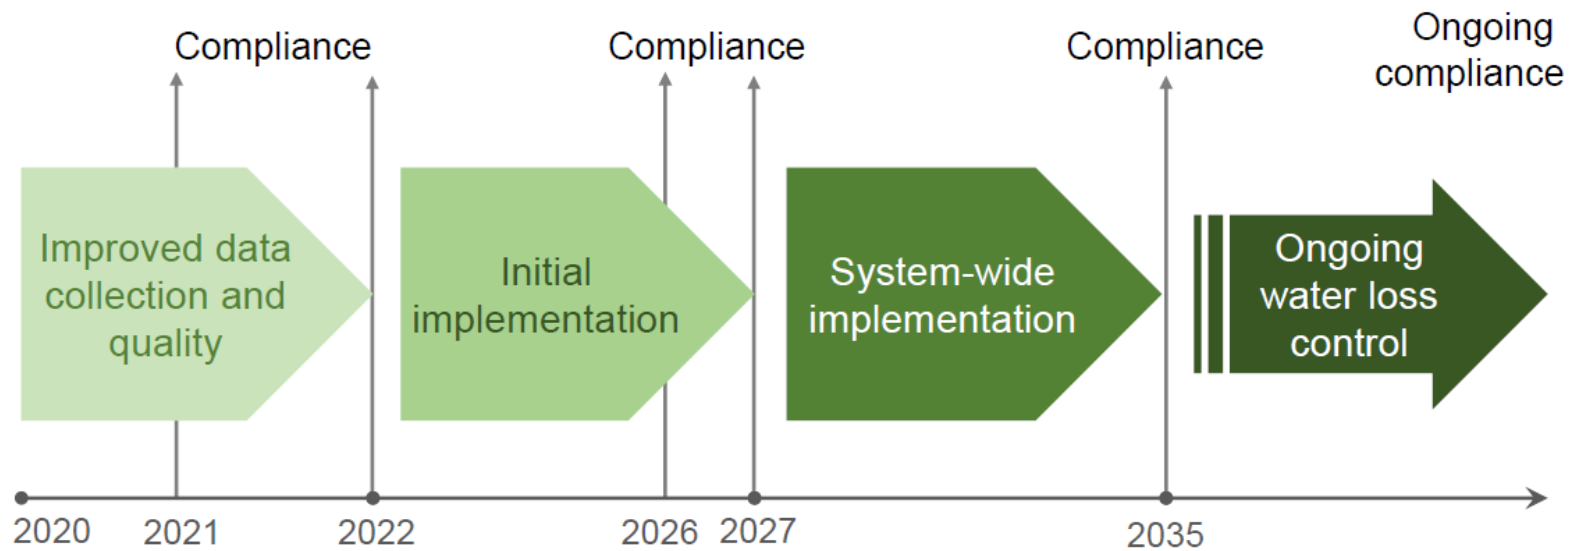 Compliance
Compliance
Compliance
Ongoing
compliance
Improved data
collection and
quality
Initial
implementation
System-wide
implementation
Ongoing
water loss
control
2020
2021
2022
2026
2027
2035